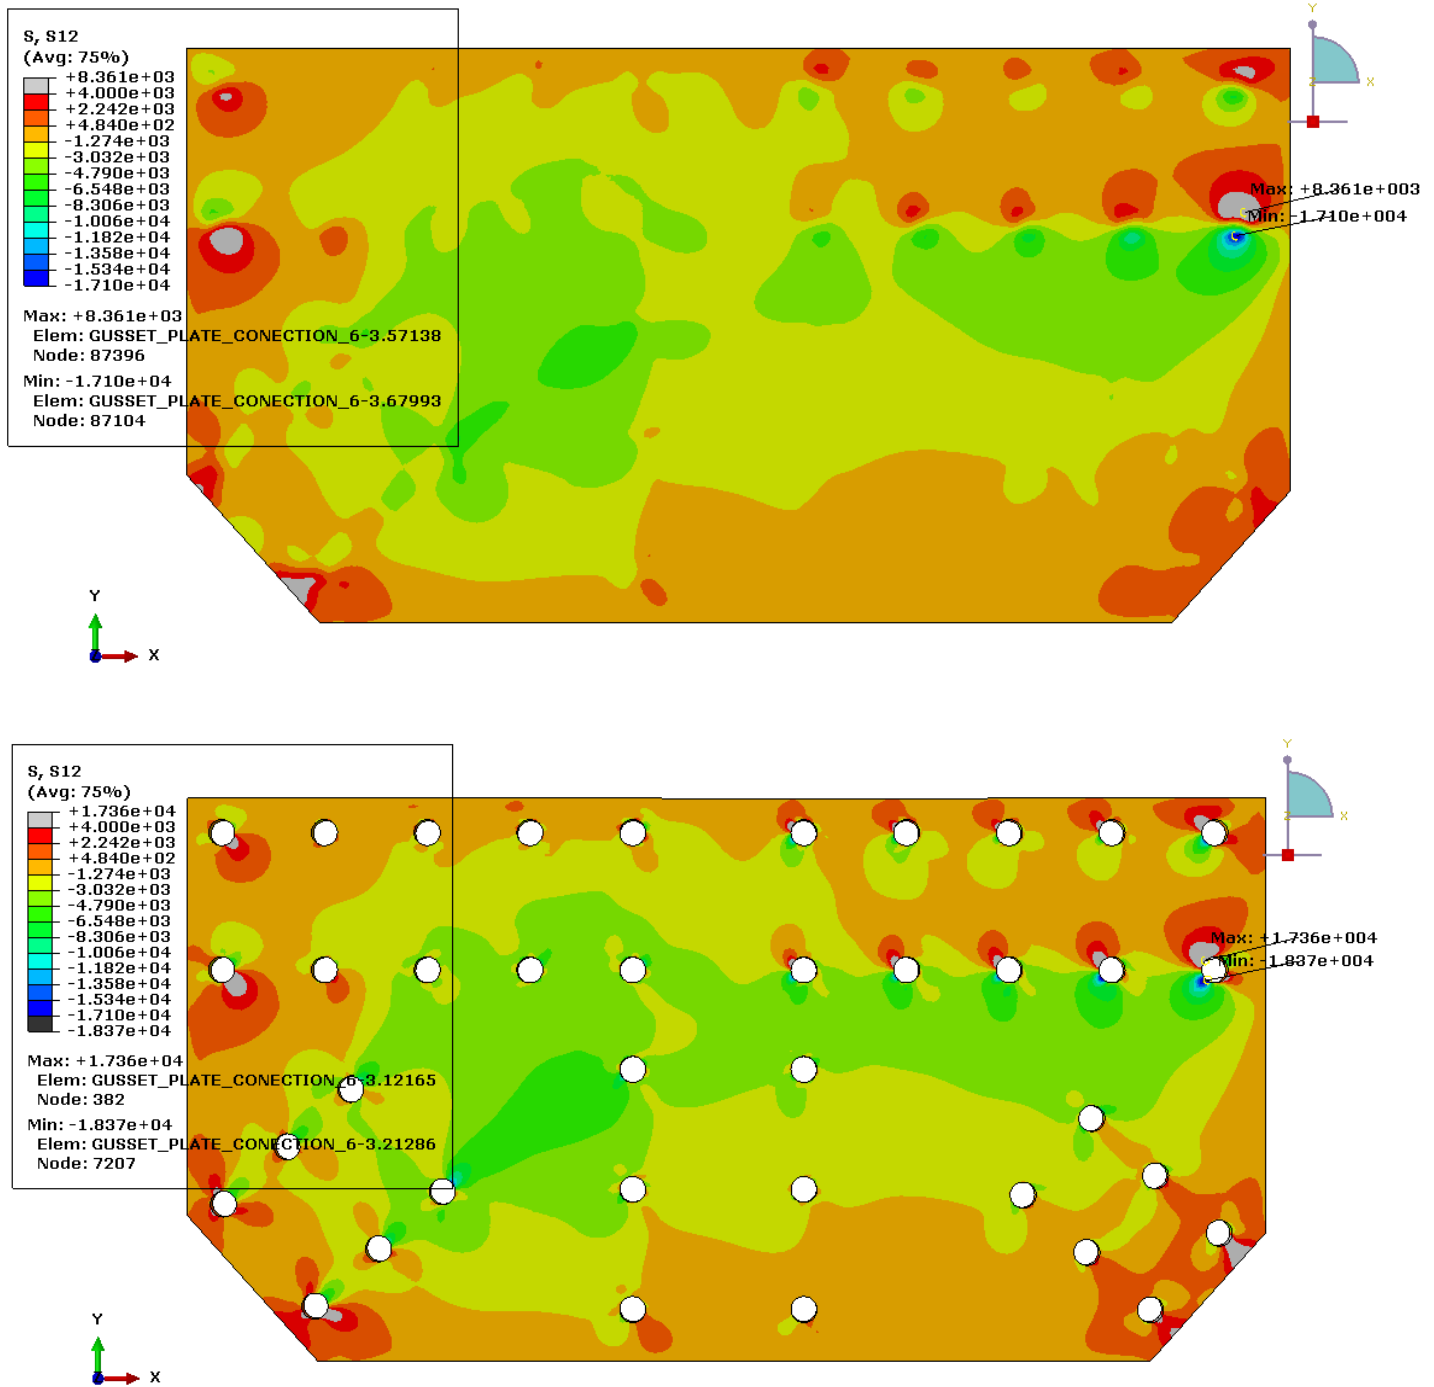 S, S12
(Avg: 75%)
+8.361e+03
+4.000e+03
+2.242e+03
+4.840e+02
-1.274e+03
-3.032e+03
-4.790e+03
-6.548e+03
-8.306e+03
-1.006e+04
-1.182e+04
-1.358e+04
-1.534e+04
-1.710e+04
Max: +8.361e+03
Elem: GUSSET_PLATE_CONECTION_6-3.57138
Node: 87396
Min: -1.710e+04
Elem: GUSSET_PLATE_CONECTION_6-3.67993
Node: 87104
Y
X
Z
Max: +8.361e+003
Min: -1.710e+004
Y
X
S, S12
(Avg: 75%)
+1.736e+04
+4.000e+03
+2.242e+03
+4.840e+02
-1.274e+03
-3.032e+03
-4.790e+03
-6.548e+03
-8.306e+03
-1.006e+04
-1.182e+04
-1.358e+04
-1.534e+04
-1.710e+04
-1.837e+04
Max: +1.736e+04
Elem: GUSSET_PLATE_CONECTION_6-3.12165
Node: 382
Min: -1.837e+04
Elem: GUSSET_PLATE_CONECTION_6-3.21286
Node: 7207
Y
X
Z
Max: +1.736e+004
Min: -1.837e+004
Y
X